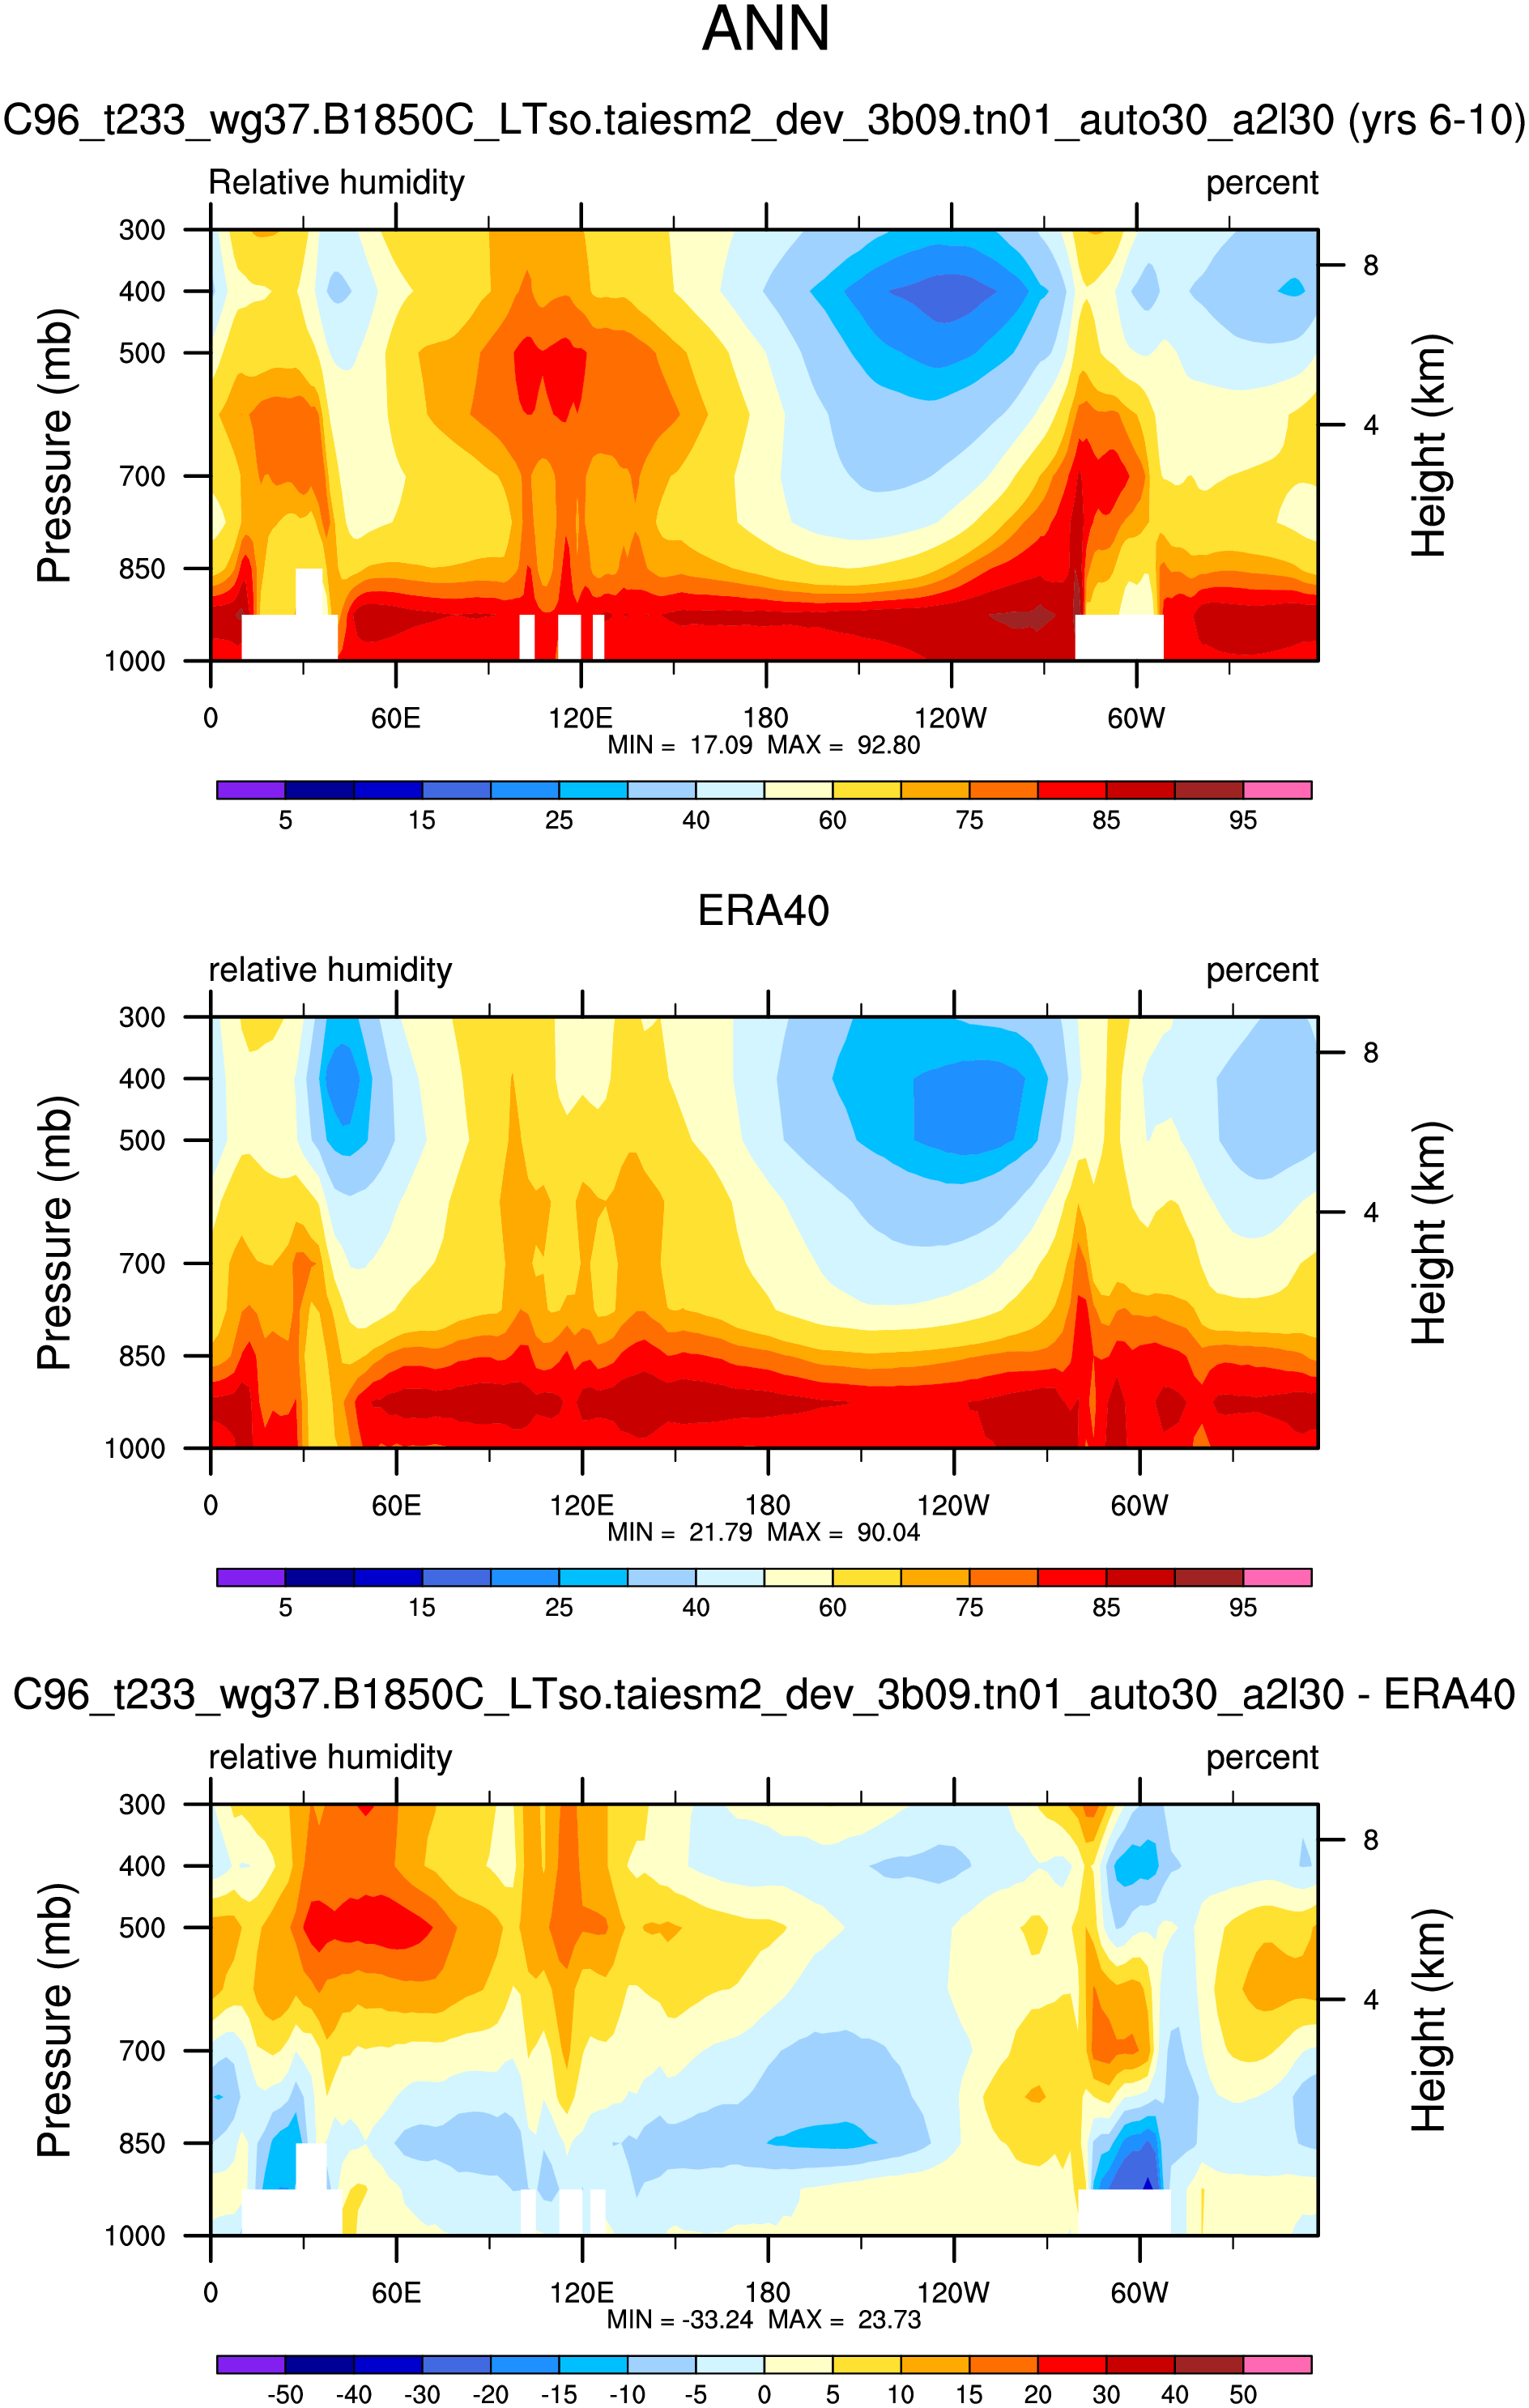 ANN
C96_t233_wg37.B1850C_LTso.taiesm2_dev_3b09.tn01_auto30_a2l30 (yrs 6-10)
Relative humidity percent
300
400
500
700
850
1000
Pressure (mb)
8
4
Height (km)
0 60E 120E 180 120W 60W
MIN = 17.09 MAX = 92.80
5 15 25 40 60 75 85 95
ERA40
relative humidity percent
300
400
500
700
850
1000
Pressure (mb)
8
4
Height (km)
0 60E 120E 180 120W 60W
MIN = 21.79 MAX = 90.04
5 15 25 40 60 75 85 95
C96_t233_wg37.B1850C_LTso.taiesm2_dev_3b09.tn01_auto30_a2l30 - ERA40
relative humidity percent
300
400
500
700
850
1000
Pressure (mb)
8
4
Height (km)
0 60E 120E 180 120W 60W
MIN = -33.24 MAX = 23.73
-50 -40 -30 -20 -15 -10 -5 0 5 10 15 20 30 40 50